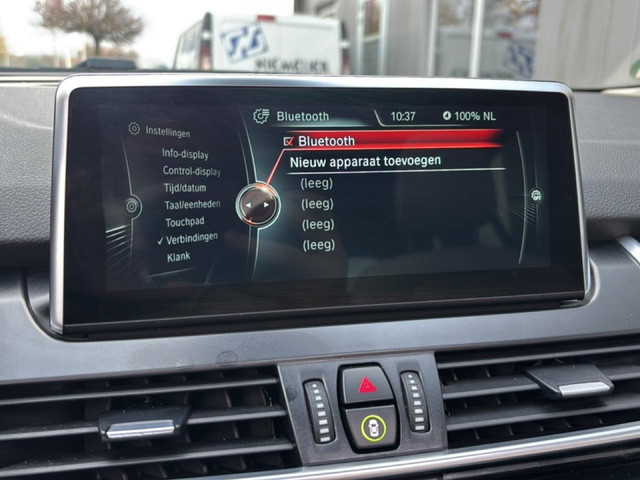 Bluetooth
10:37
100% NL
Instellingen
Info-display
Control-display
Tijd/datum
Taal/eenheden
Touchpad
✓ Verbindingen
Klank
Bluetooth
Nieuw apparaat toevoegen
(leeg)
(leeg)
(leeg)
(leeg)